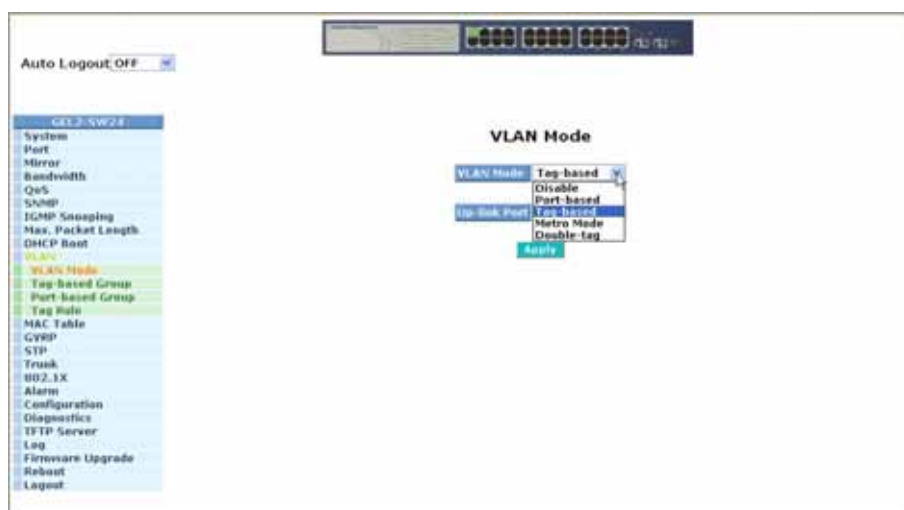 Auto Logout OFF
GEL2-SW24
System
Port
Mirror
Bandwidth
QoS
SNMP
IGMP Snooping
Max. Packet Length
DHCP Boot
VLAN
VLAN Mode
Tag-based Group
Port-based Group
Tag Rule
MAC Table
GVRP
STP
Trunk
802.1X
Alarm
Configuration
Diagnostics
TFTP Server
Log
Firmware Upgrade
Reboot
Logout
VLAN Mode
VLAN Mode Tag-based
Disable
Port-based
Up-link Port Tag-based
Metro Mode
Double-tag
Apply